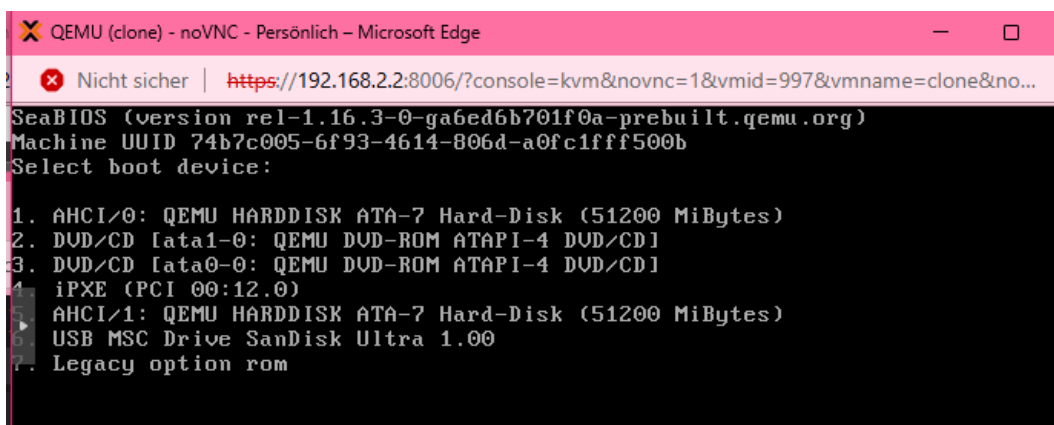 QEMU (clone) - noVNC - Persönlich – Microsoft Edge
Nicht sicher | https://192.168.2.2:8006/?console=kvm&novnc=1&vmid=997&vmname=clone&no...
SeaBIOS (version rel-1.16.3-0-ga6ed6b701f0a-prebuilt.qemu.org)
Machine UUID 74b7c005-6f93-4614-806d-a0fc1fff500b
Select boot device:
1. AHCI/0: QEMU HARDDISK ATA-7 Hard-Disk (51200 MiBytes)
2. DVD/CD [ata1-0: QEMU DVD-ROM ATAPI-4 DVD/CD]
3. DVD/CD [ata0-0: QEMU DVD-ROM ATAPI-4 DVD/CD]
4. iPXE (PCI 00:12.0)
5. AHCI/1: QEMU HARDDISK ATA-7 Hard-Disk (51200 MiBytes)
6. USB MSC Drive SanDisk Ultra 1.00
7. Legacy option rom